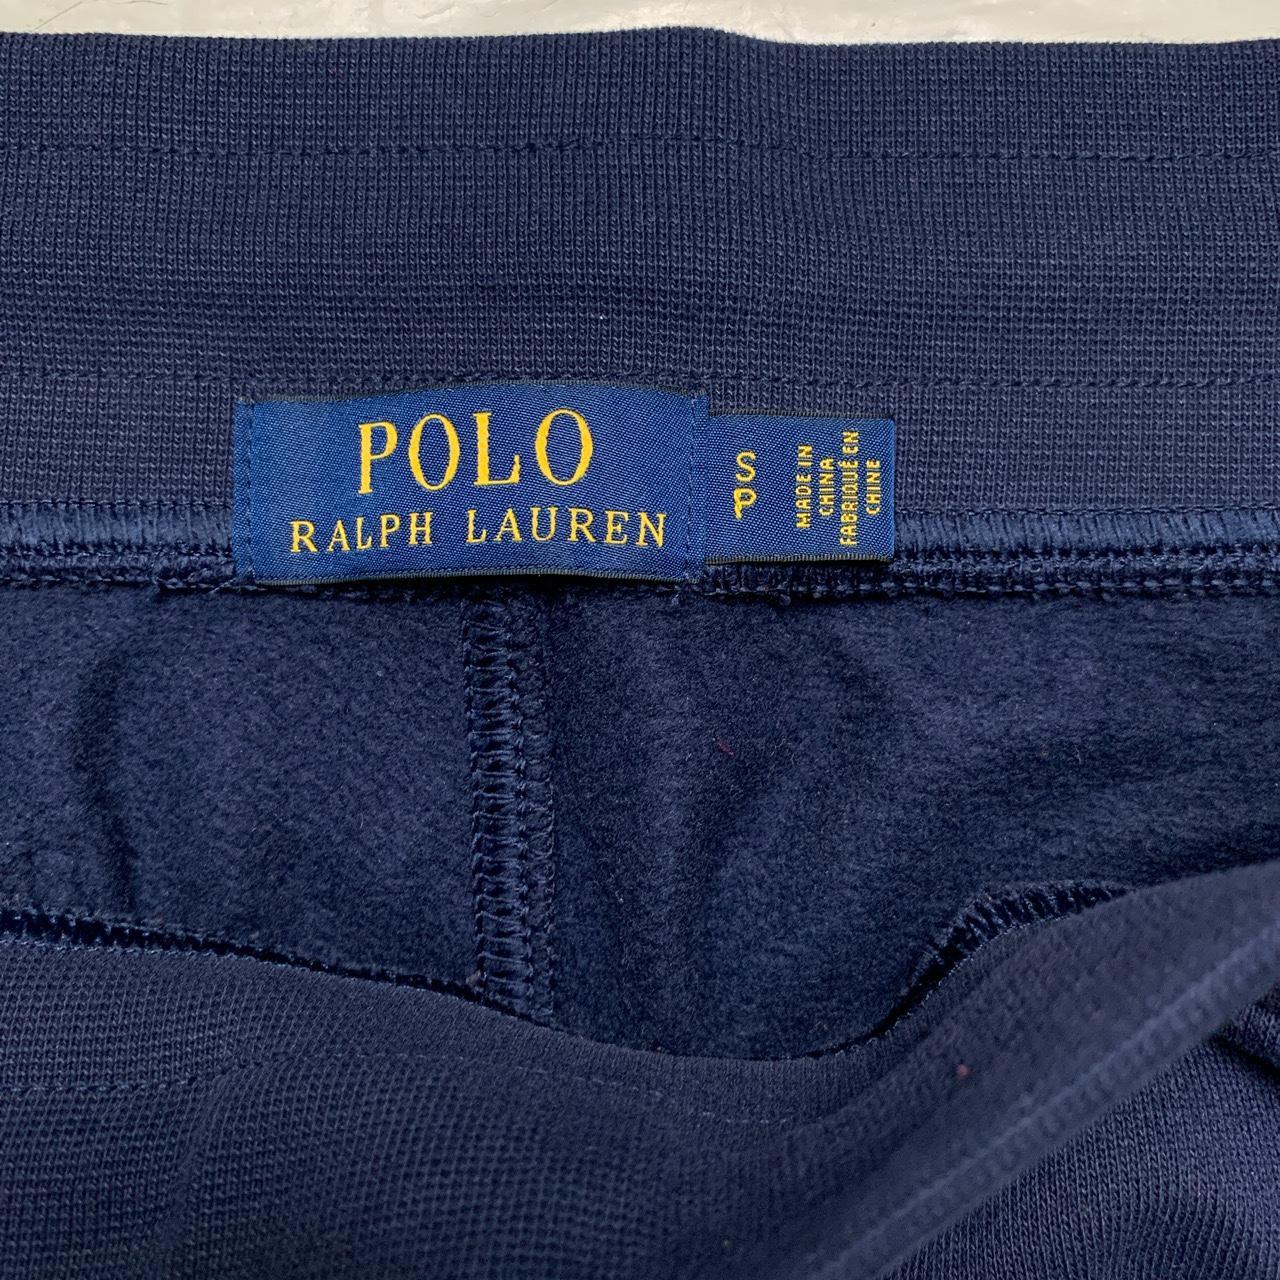 POLO
RALPH LAUREN
S
P
MADE IN
CHINA
FABRIQUÉ EN
CHINE